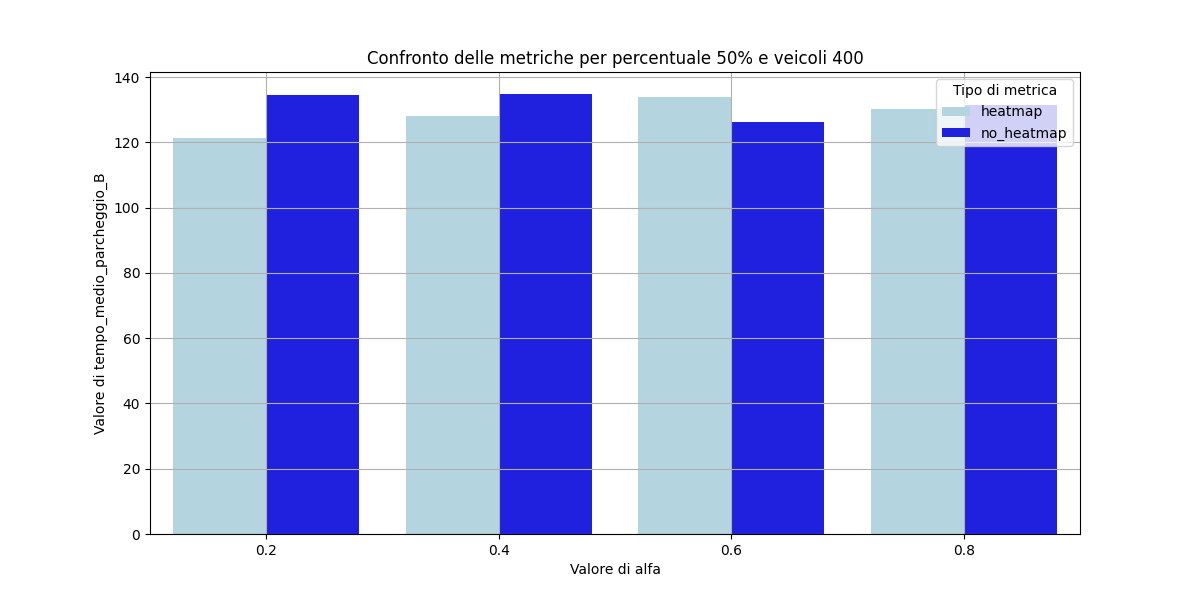 Confronto delle metriche per percentuale 50% e veicoli 400
Valore di tempo_medio_parcheggio_B
140
120
100
80
60
40
20
0
Tipo di metrica
heatmap
no_heatmap
0.2
0.4
0.6
0.8
Valore di alfa